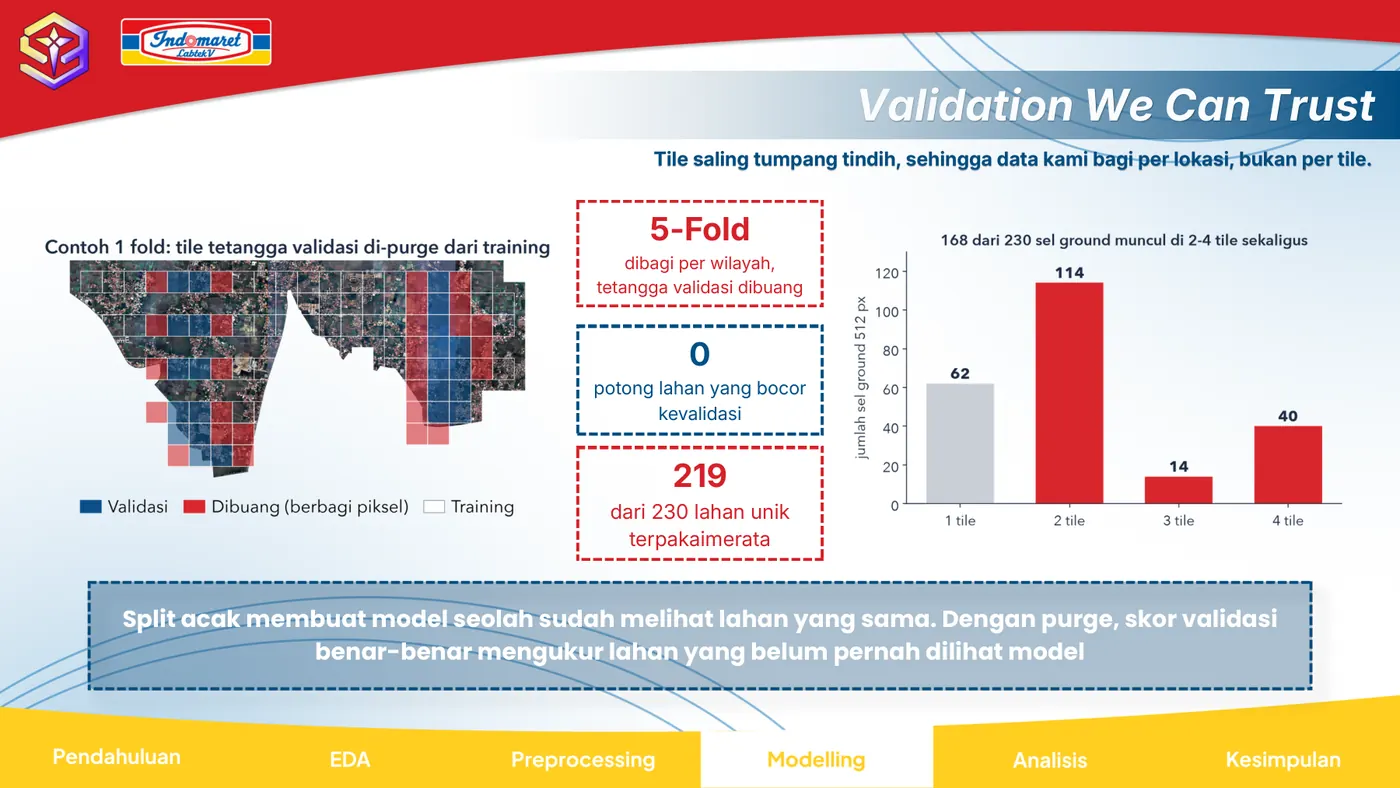 Indomaret
Labtek V
Validation We Can Trust
Tile saling tumpang tindih, sehingga data kami bagi per lokasi, bukan per tile.
Contoh 1 fold: tile tetangga validasi di-purge dari training
Validasi
Dibuang (berbagi piksel)
Training
5-Fold
dibagi per wilayah,
tetangga validasi dibuang
0
potong lahan yang bocor
kevalidasi
219
dari 230 lahan unik
terpakaimerata
168 dari 230 sel ground muncul di 2-4 tile sekaligus
jumlah sel ground 512 px
120
100
80
60
40
20
0
62
114
14
40
1 tile
2 tile
3 tile
4 tile
Split acak membuat model seolah sudah melihat lahan yang sama. Dengan purge, skor validasi
benar-benar mengukur lahan yang belum pernah dilihat model
Pendahuluan
EDA
Preprocessing
Modelling
Analisis
Kesimpulan